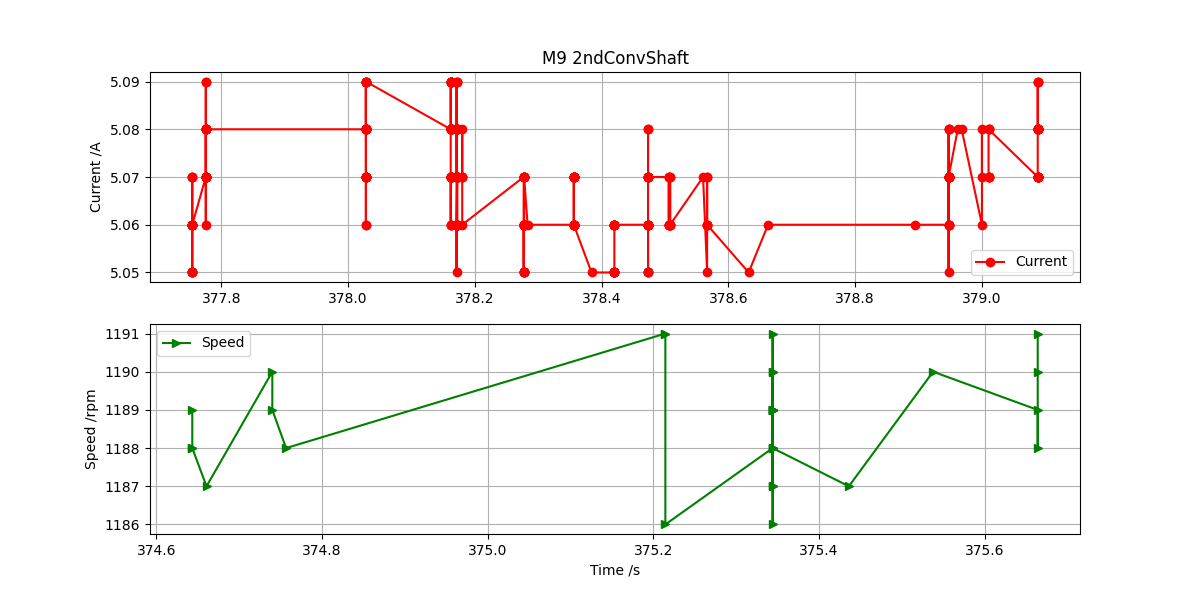 M9 2ndConvShaft
Current /A
5.09
5.08
5.07
5.06
5.05
Current
377.8 378.0 378.2 378.4 378.6 378.8 379.0
Speed /rpm
1191
1190
1189
1188
1187
1186
Speed
374.6 374.8 375.0 375.2 375.4 375.6
Time /s